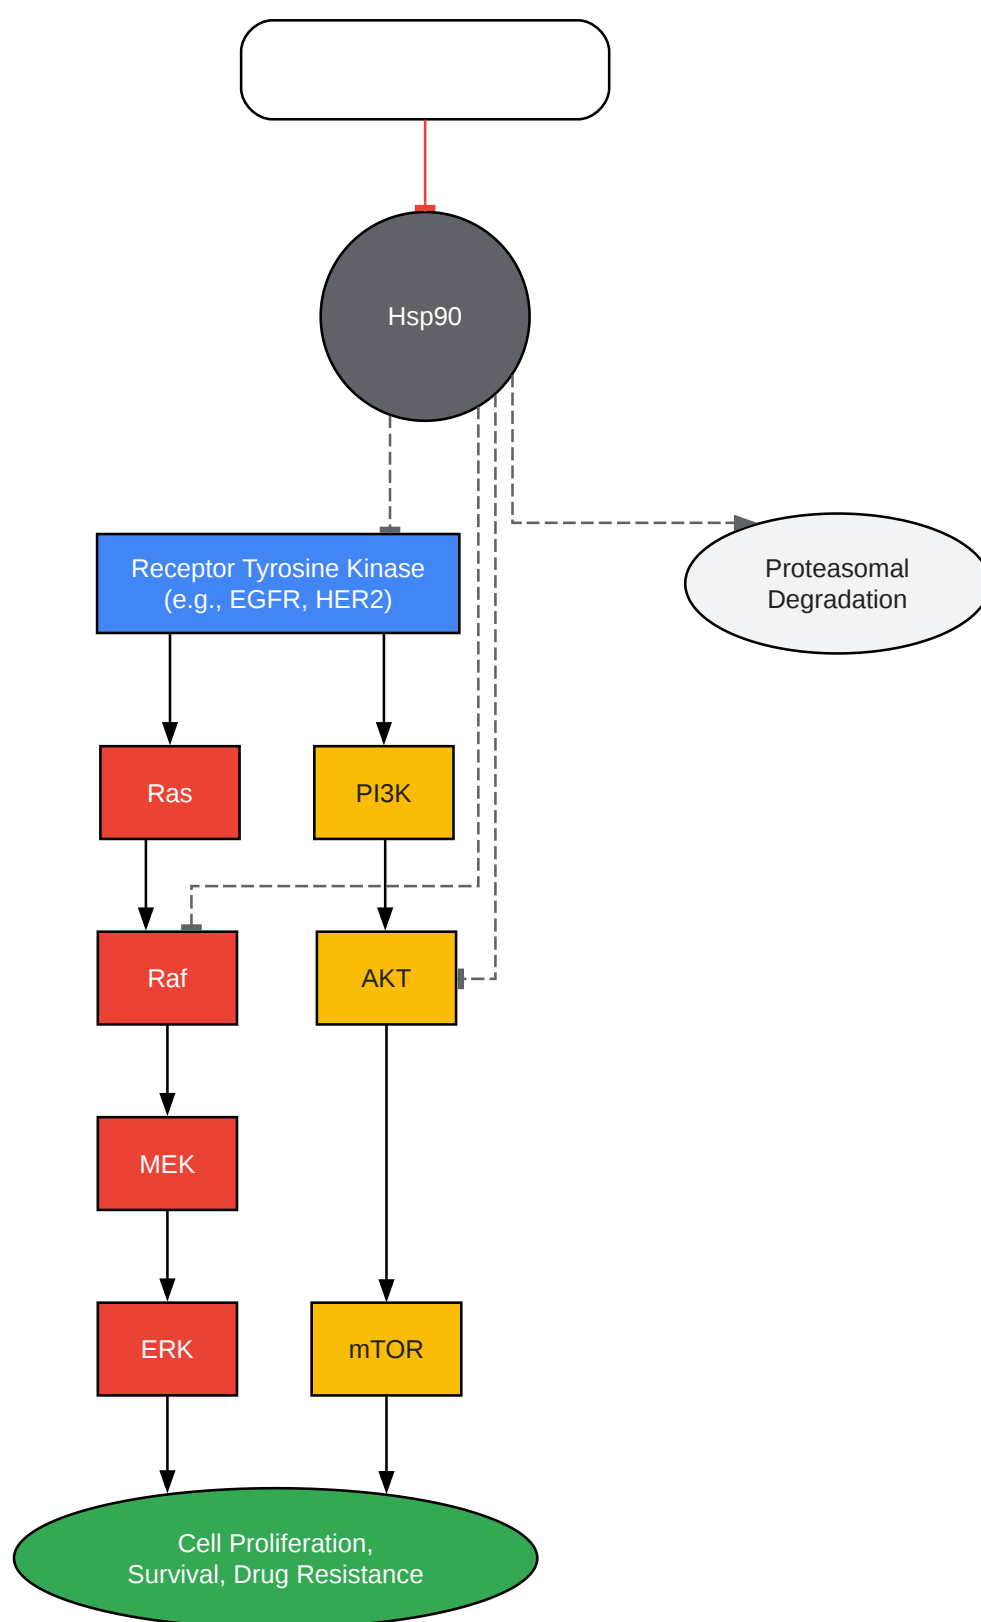 Hsp90
Receptor Tyrosine Kinase
(e.g., EGFR, HER2)
Proteasomal
Degradation
Ras
PI3K
Raf
AKT
MEK
ERK
mTOR
Cell Proliferation,
Survival, Drug Resistance